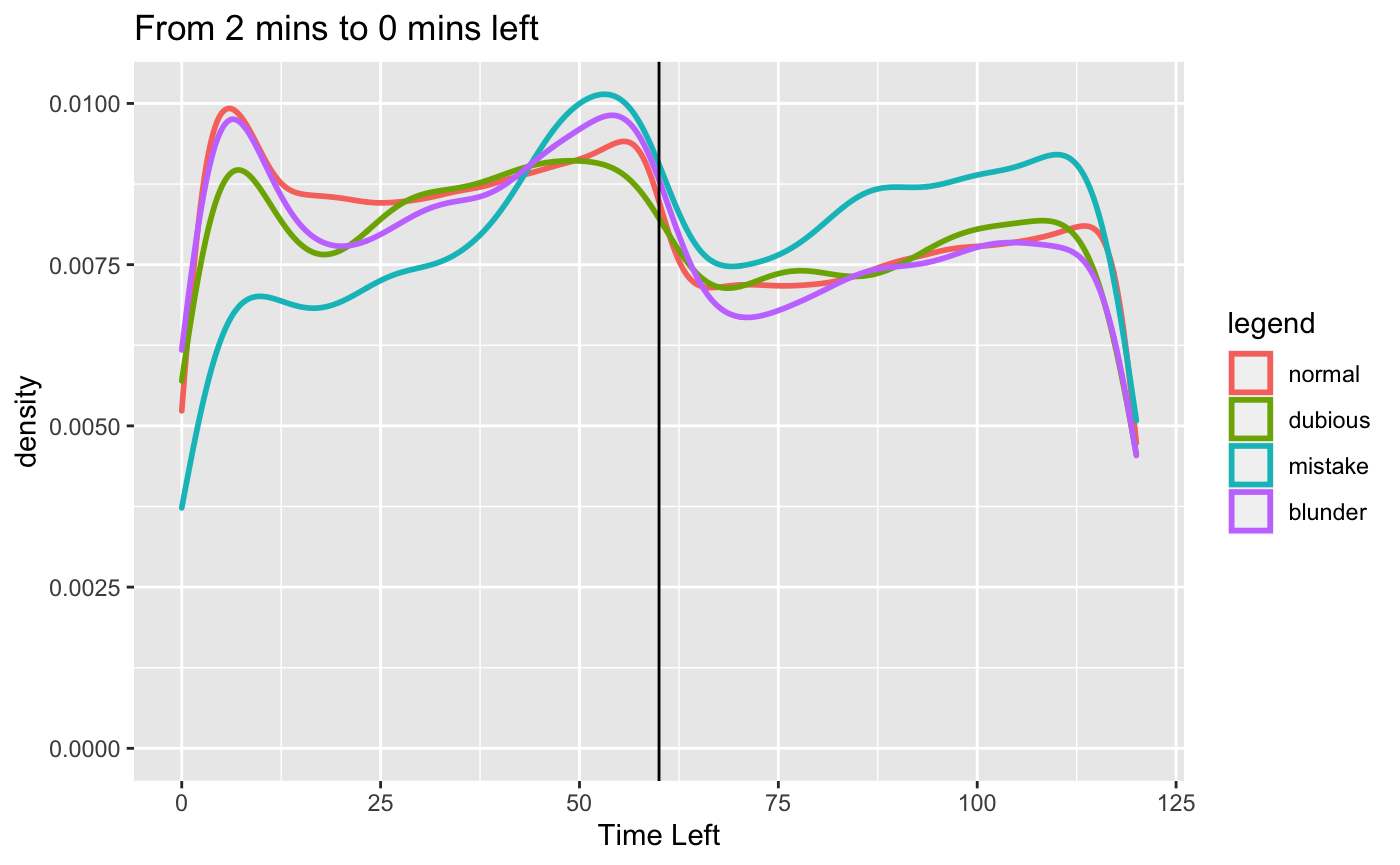 From 2 mins to 0 mins left
0.0100
0.0075
0.0050
0.0025
0.0000
density
0 25 50 75 100 125
Time Left
legend
normal
dubious
mistake
blunder